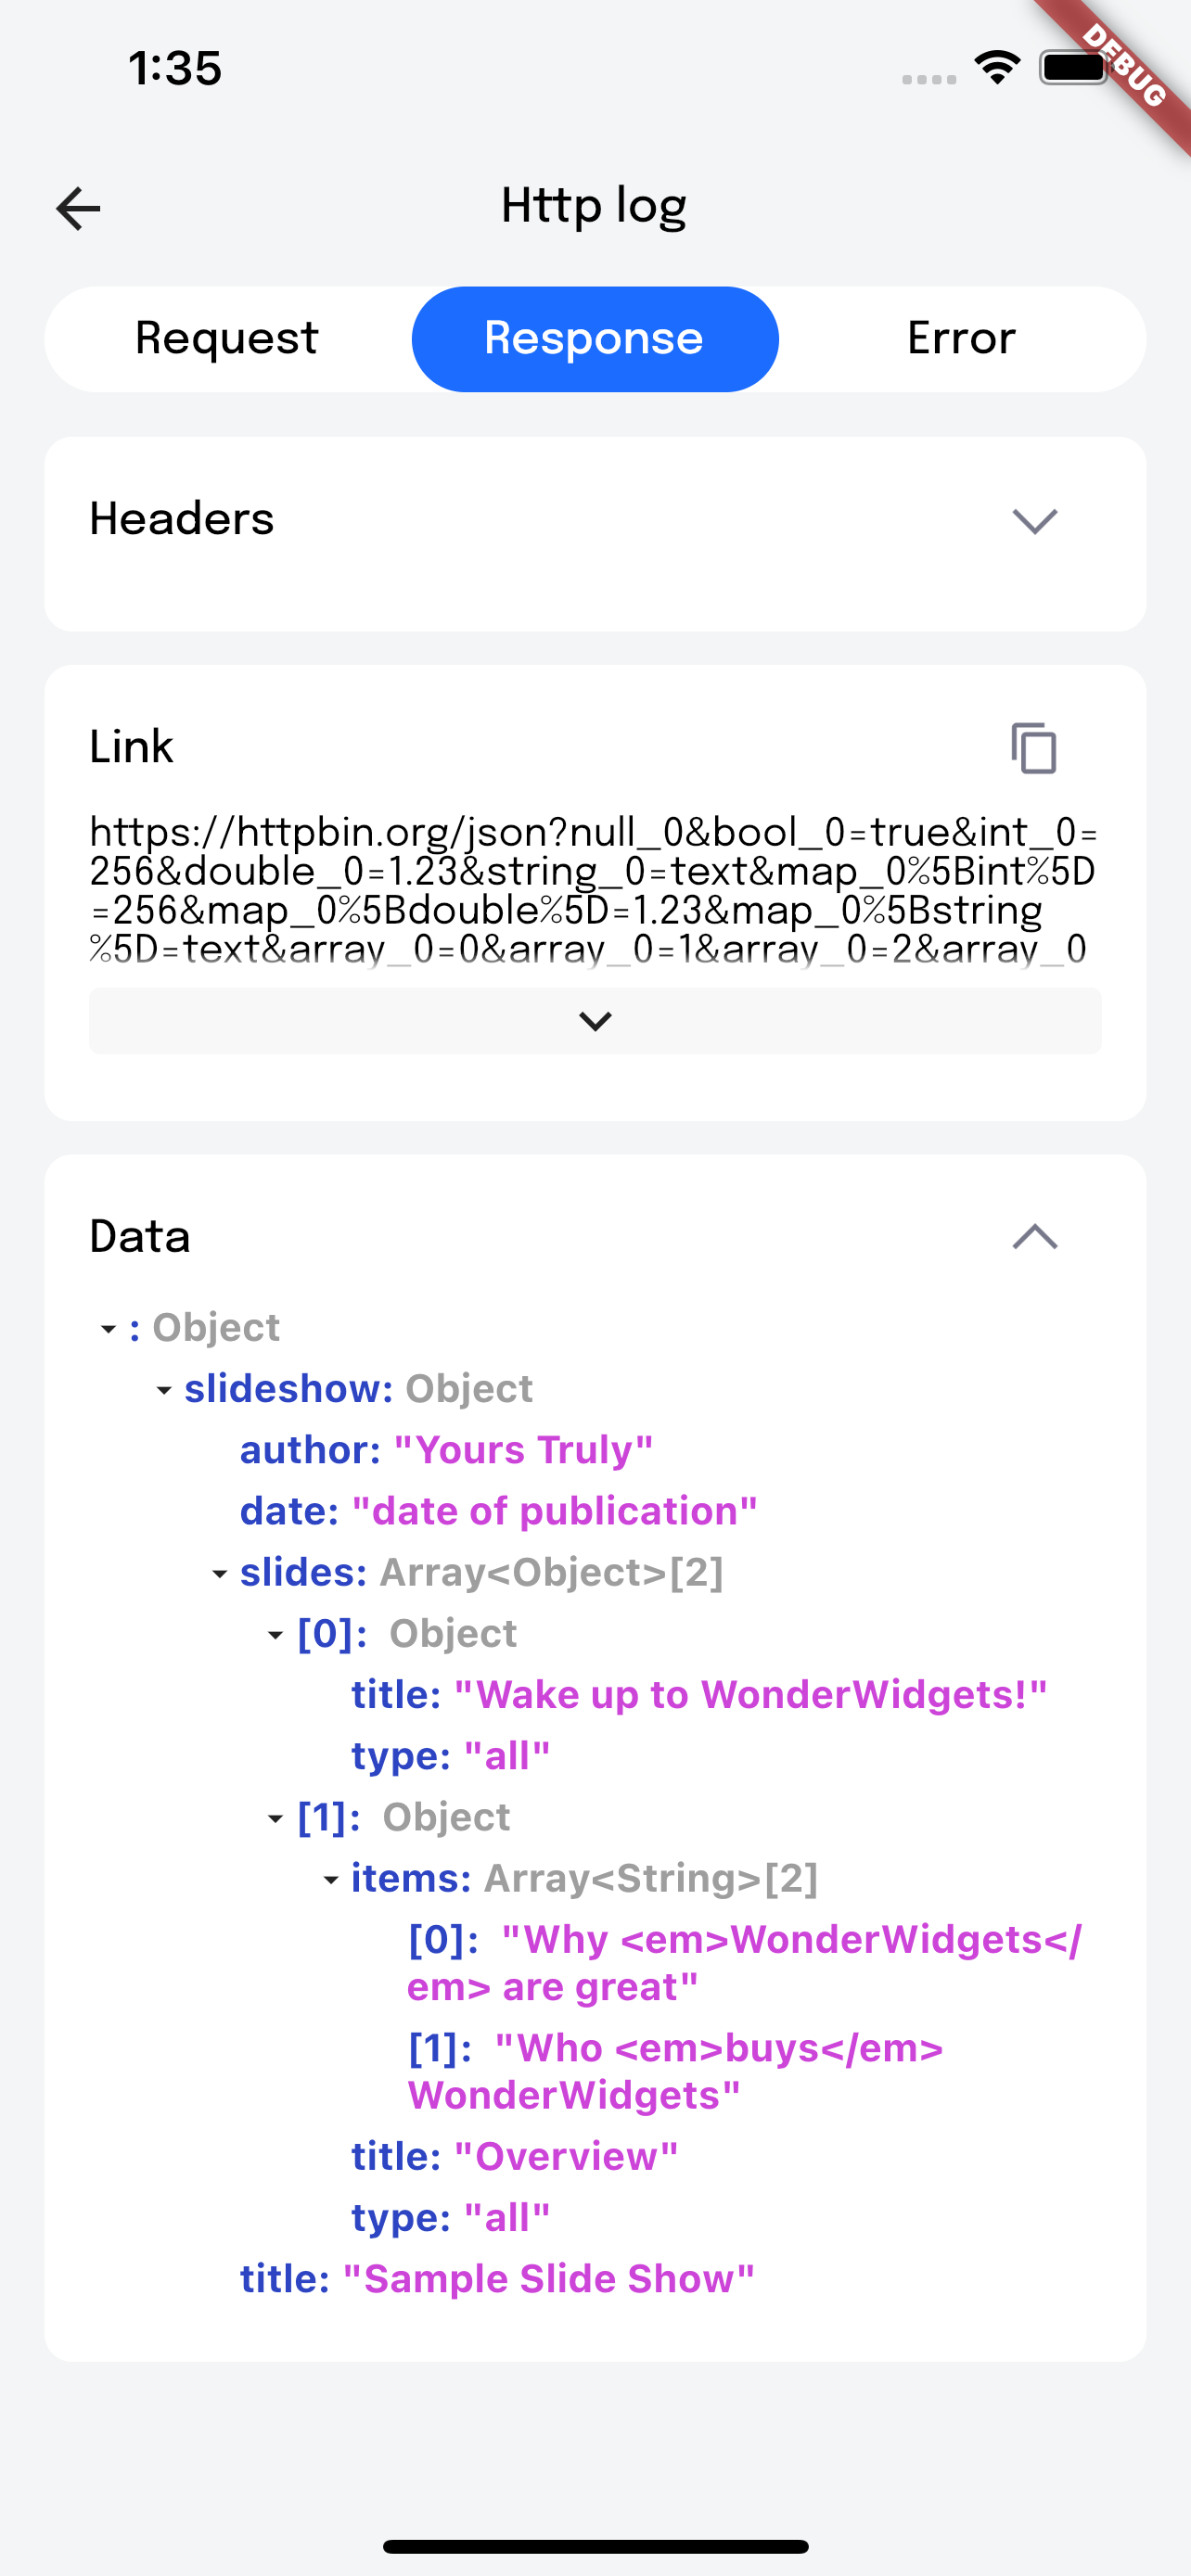 1:35
DEBUG
Http log
Request
Response
Error
Headers
Link
https://httpbin.org/json?null_0&bool_0=true&int_0=
256&double_0=1.23&string_0=text&map_0%5Bint%5D
=256&map_0%5Bdouble%5D=1.23&map_0%5Bstring
%5D=text&array_0=0&array_0=1&array_0=2&array_0
Data
: Object
slideshow: Object
author: "Yours Truly"
date: "date of publication"
slides: Array<Object>[2]
[0]: Object
title: "Wake up to WonderWidgets!"
type: "all"
[1]: Object
items: Array<String>[2]
[0]: "Why <em>WonderWidgets</
em> are great"
[1]: "Who <em>buys</em>
WonderWidgets"
title: "Overview"
type: "all"
title: "Sample Slide Show"